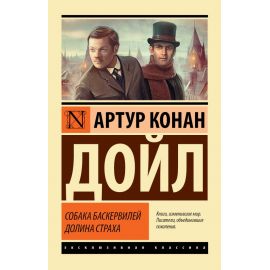 N
АРТУР КОНАН
ДОЙЛ
СОБАКА БАСКЕРВИЛЕЙ
ДОЛИНА СТРАХА
Книги, изменившие мир.
Писатели, объединившие
поколения.
ЭКСКЛЮЗИВНАЯ КЛАССИКА